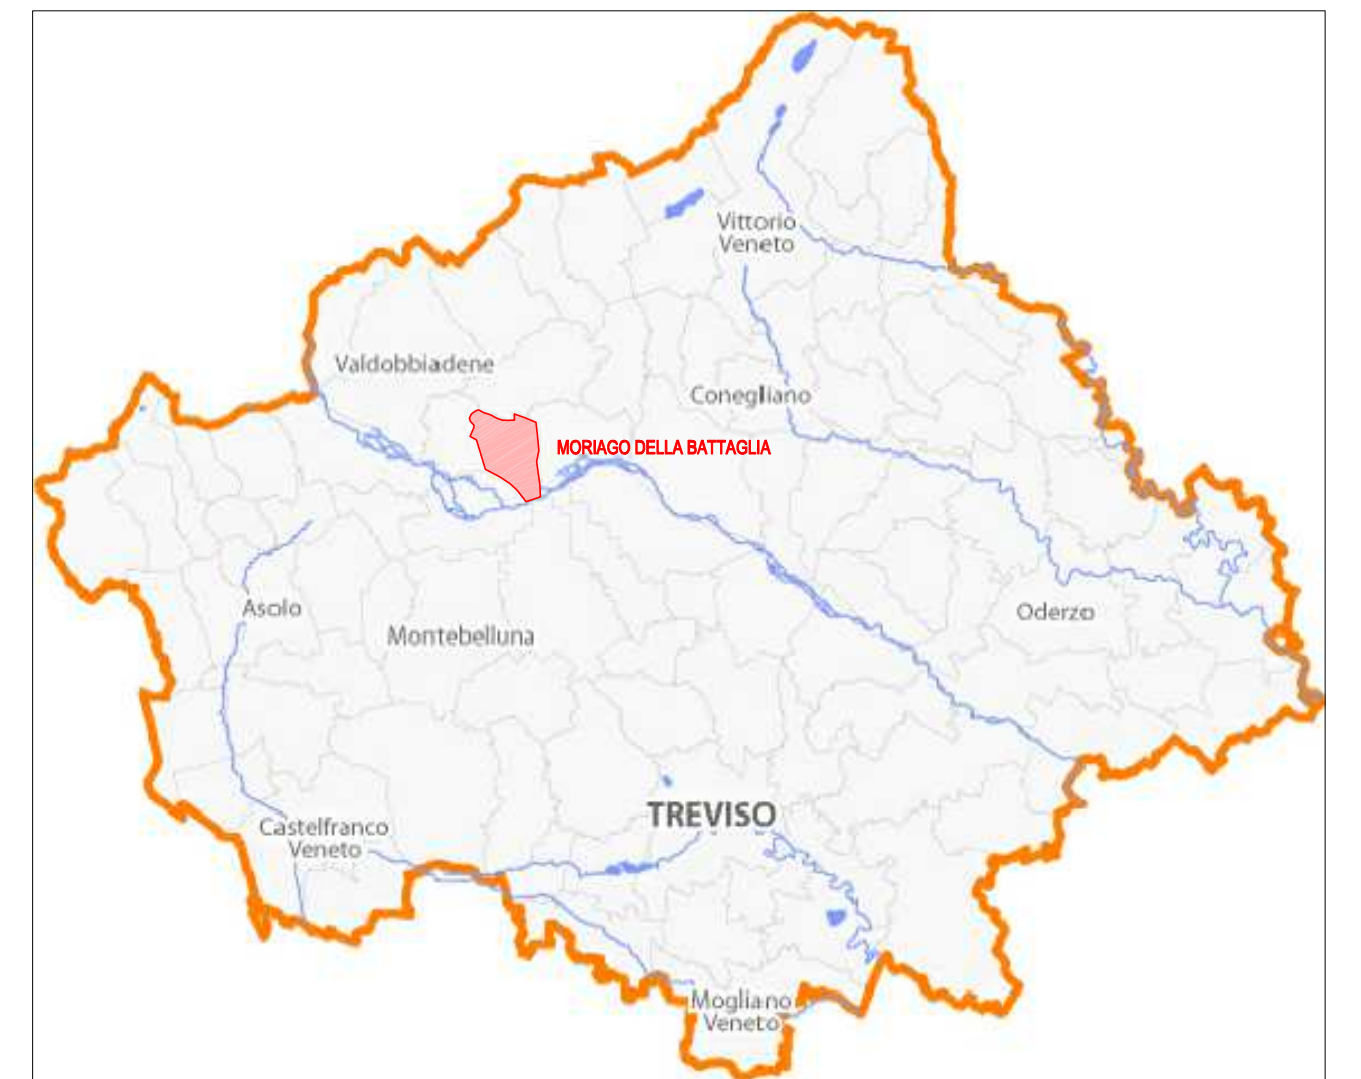 Vittorio
Veneto
Valdobbiadene
Conegliano
MORIAGO DELLA BATTAGLIA
Asolo
Oderzo
Montebelluna
TREVISO
Castelfranco
Veneto
Mogliano
Veneto